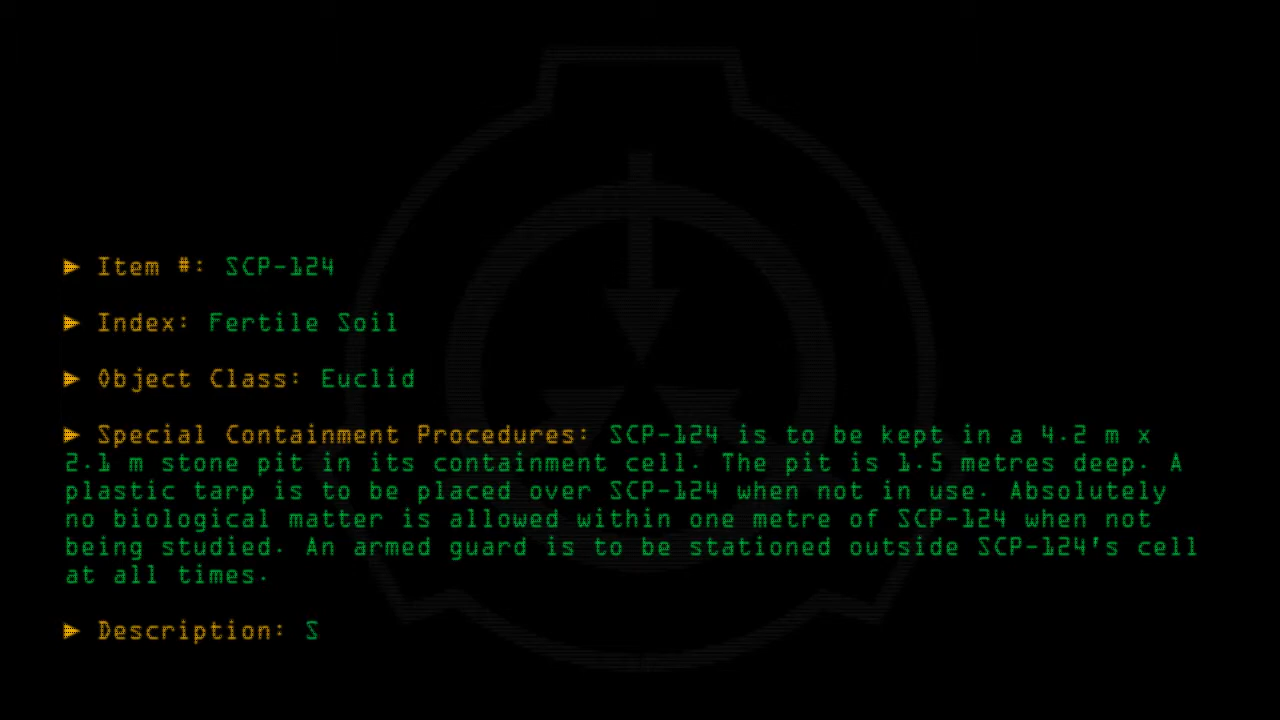 ► Item #: SCP-124
► Index: Fertile Soil
► Object Class: Euclid
► Special Containment Procedures: SCP-124 is to be kept in a 4.2 m x
2.1 m stone pit in its containment cell. The pit is 1.5 metres deep. A
plastic tarp is to be placed over SCP-124 when not in use. Absolutely
no biological matter is allowed within one metre of SCP-124 when not
being studied. An armed guard is to be stationed outside SCP-124's cell
at all times.
► Description: S